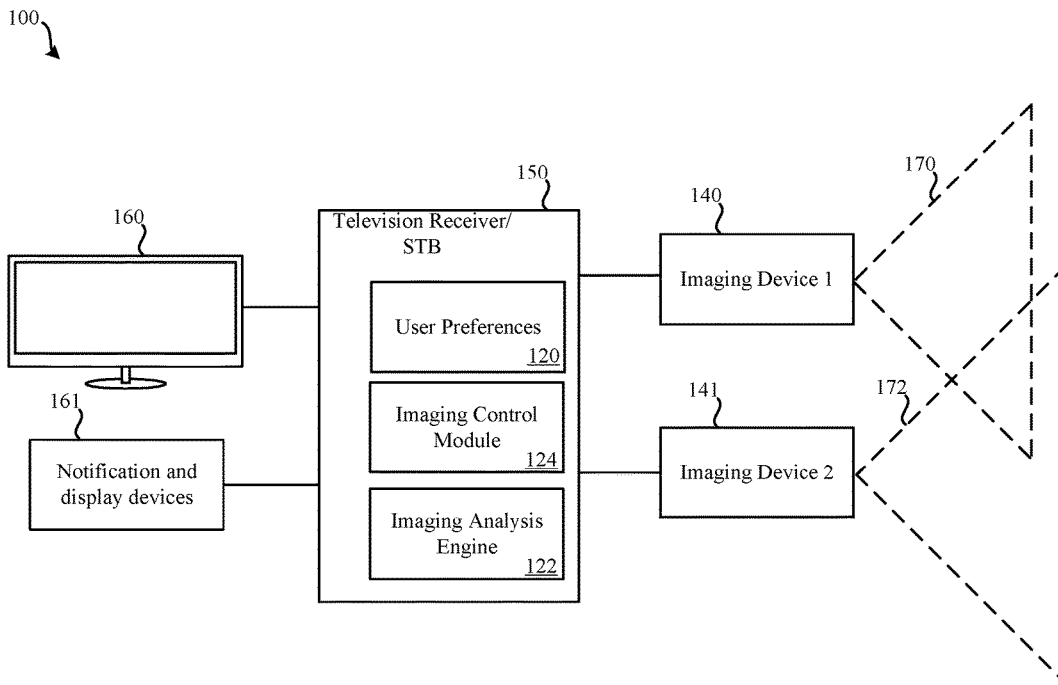 100
150
140
170
160
Television Receiver/
STB
Imaging Device 1
User Preferences
120
161
141
172
Imaging Control
Module
124
Notification and
display devices
Imaging Device 2
Imaging Analysis
Engine
122